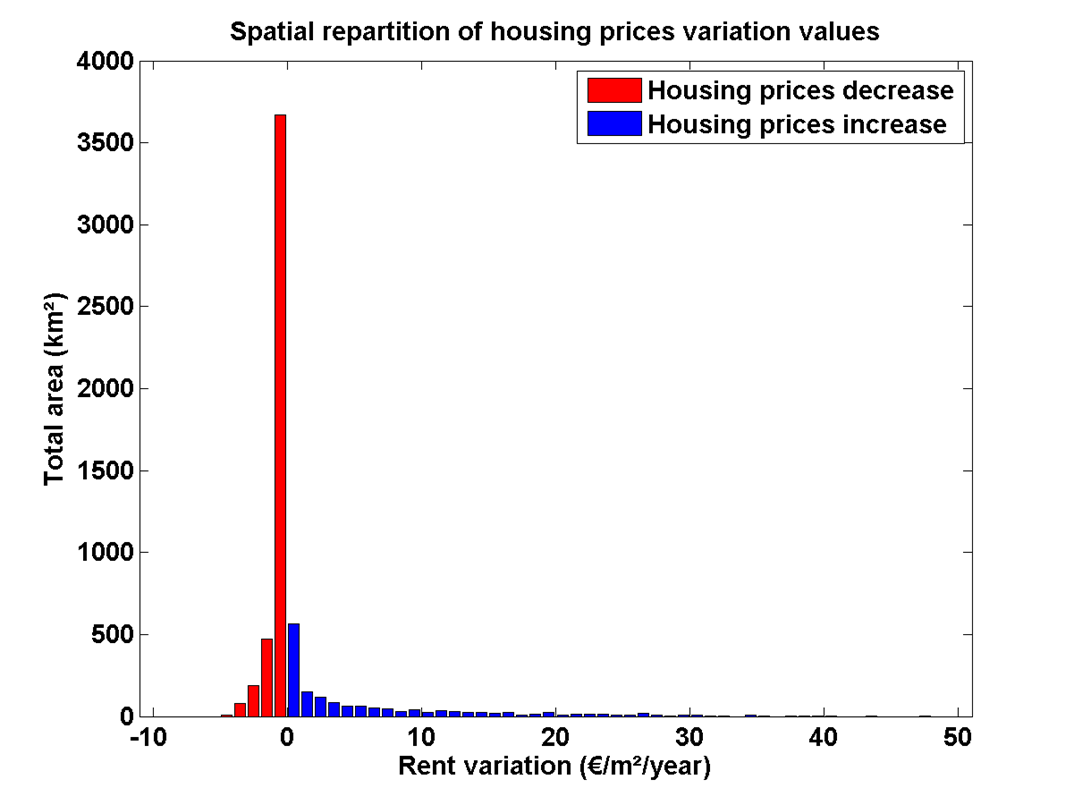 Spatial repartition of housing prices variation values
4000
3500
3000
2500
2000
1500
1000
500
0
Housing prices decrease
Housing prices increase
Total area (km²)
-10 0 10 20 30 40 50
Rent variation (€/m²/year)